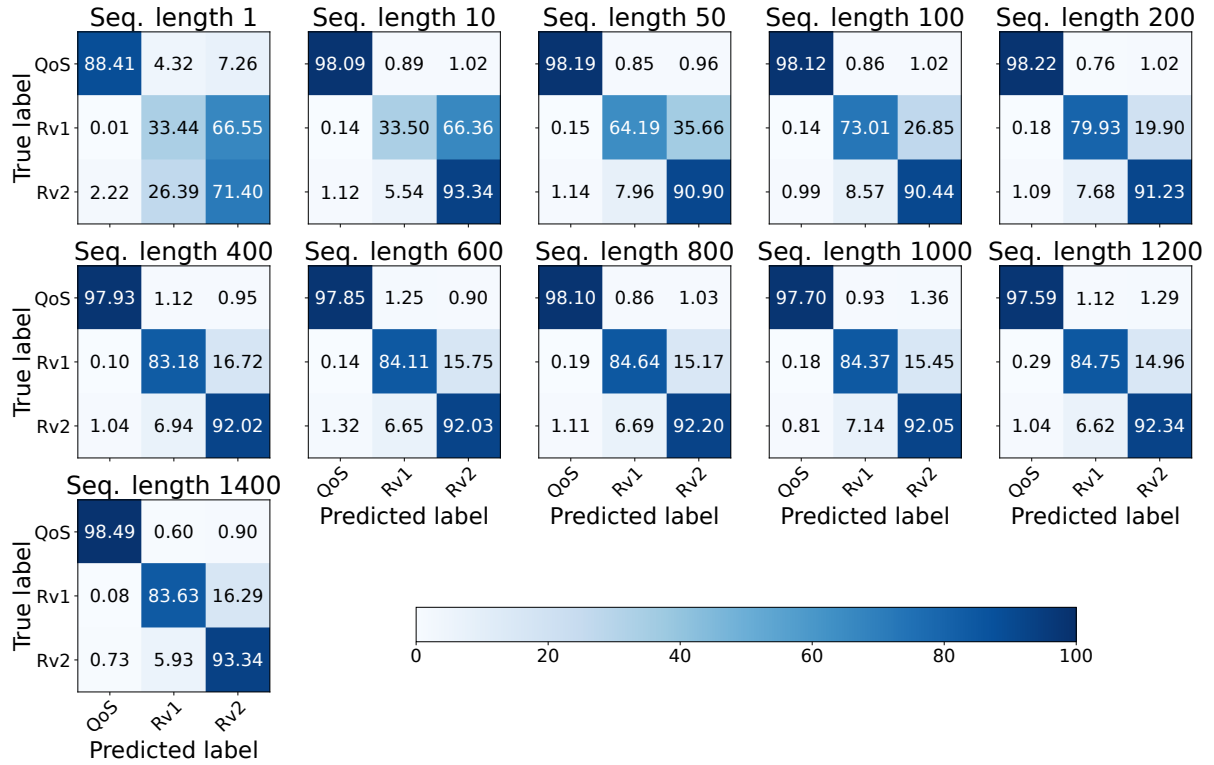 Seq. length 1 Seq. length 10 Seq. length 50 Seq. length 100 Seq. length 200
True label
QoS 88.41 4.32 7.26 98.09 0.89 1.02 98.19 0.85 0.96 98.12 0.86 1.02 98.22 0.76 1.02
Rv1 0.01 33.44 66.55 0.14 33.50 66.36 0.15 64.19 35.66 0.14 73.01 26.85 0.18 79.93 19.90
Rv2 2.22 26.39 71.40 1.12 5.54 93.34 1.14 7.96 90.90 0.99 8.57 90.44 1.09 7.68 91.23
Seq. length 400 Seq. length 600 Seq. length 800 Seq. length 1000 Seq. length 1200
True label
QoS 97.93 1.12 0.95 97.85 1.25 0.90 98.10 0.86 1.03 97.70 0.93 1.36 97.59 1.12 1.29
Rv1 0.10 83.18 16.72 0.14 84.11 15.75 0.19 84.64 15.17 0.18 84.37 15.45 0.29 84.75 14.96
Rv2 1.04 6.94 92.02 1.32 6.65 92.03 1.11 6.69 92.20 0.81 7.14 92.05 1.04 6.62 92.34
QoS Rv1 Rv2 QoS Rv1 Rv2 QoS Rv1 Rv2 QoS Rv1 Rv2
Predicted label Predicted label Predicted label Predicted label
Seq. length 1400
True label
QoS 98.49 0.60 0.90
Rv1 0.08 83.63 16.29
Rv2 0.73 5.93 93.34
QoS Rv1 Rv2
Predicted label
0 20 40 60 80 100